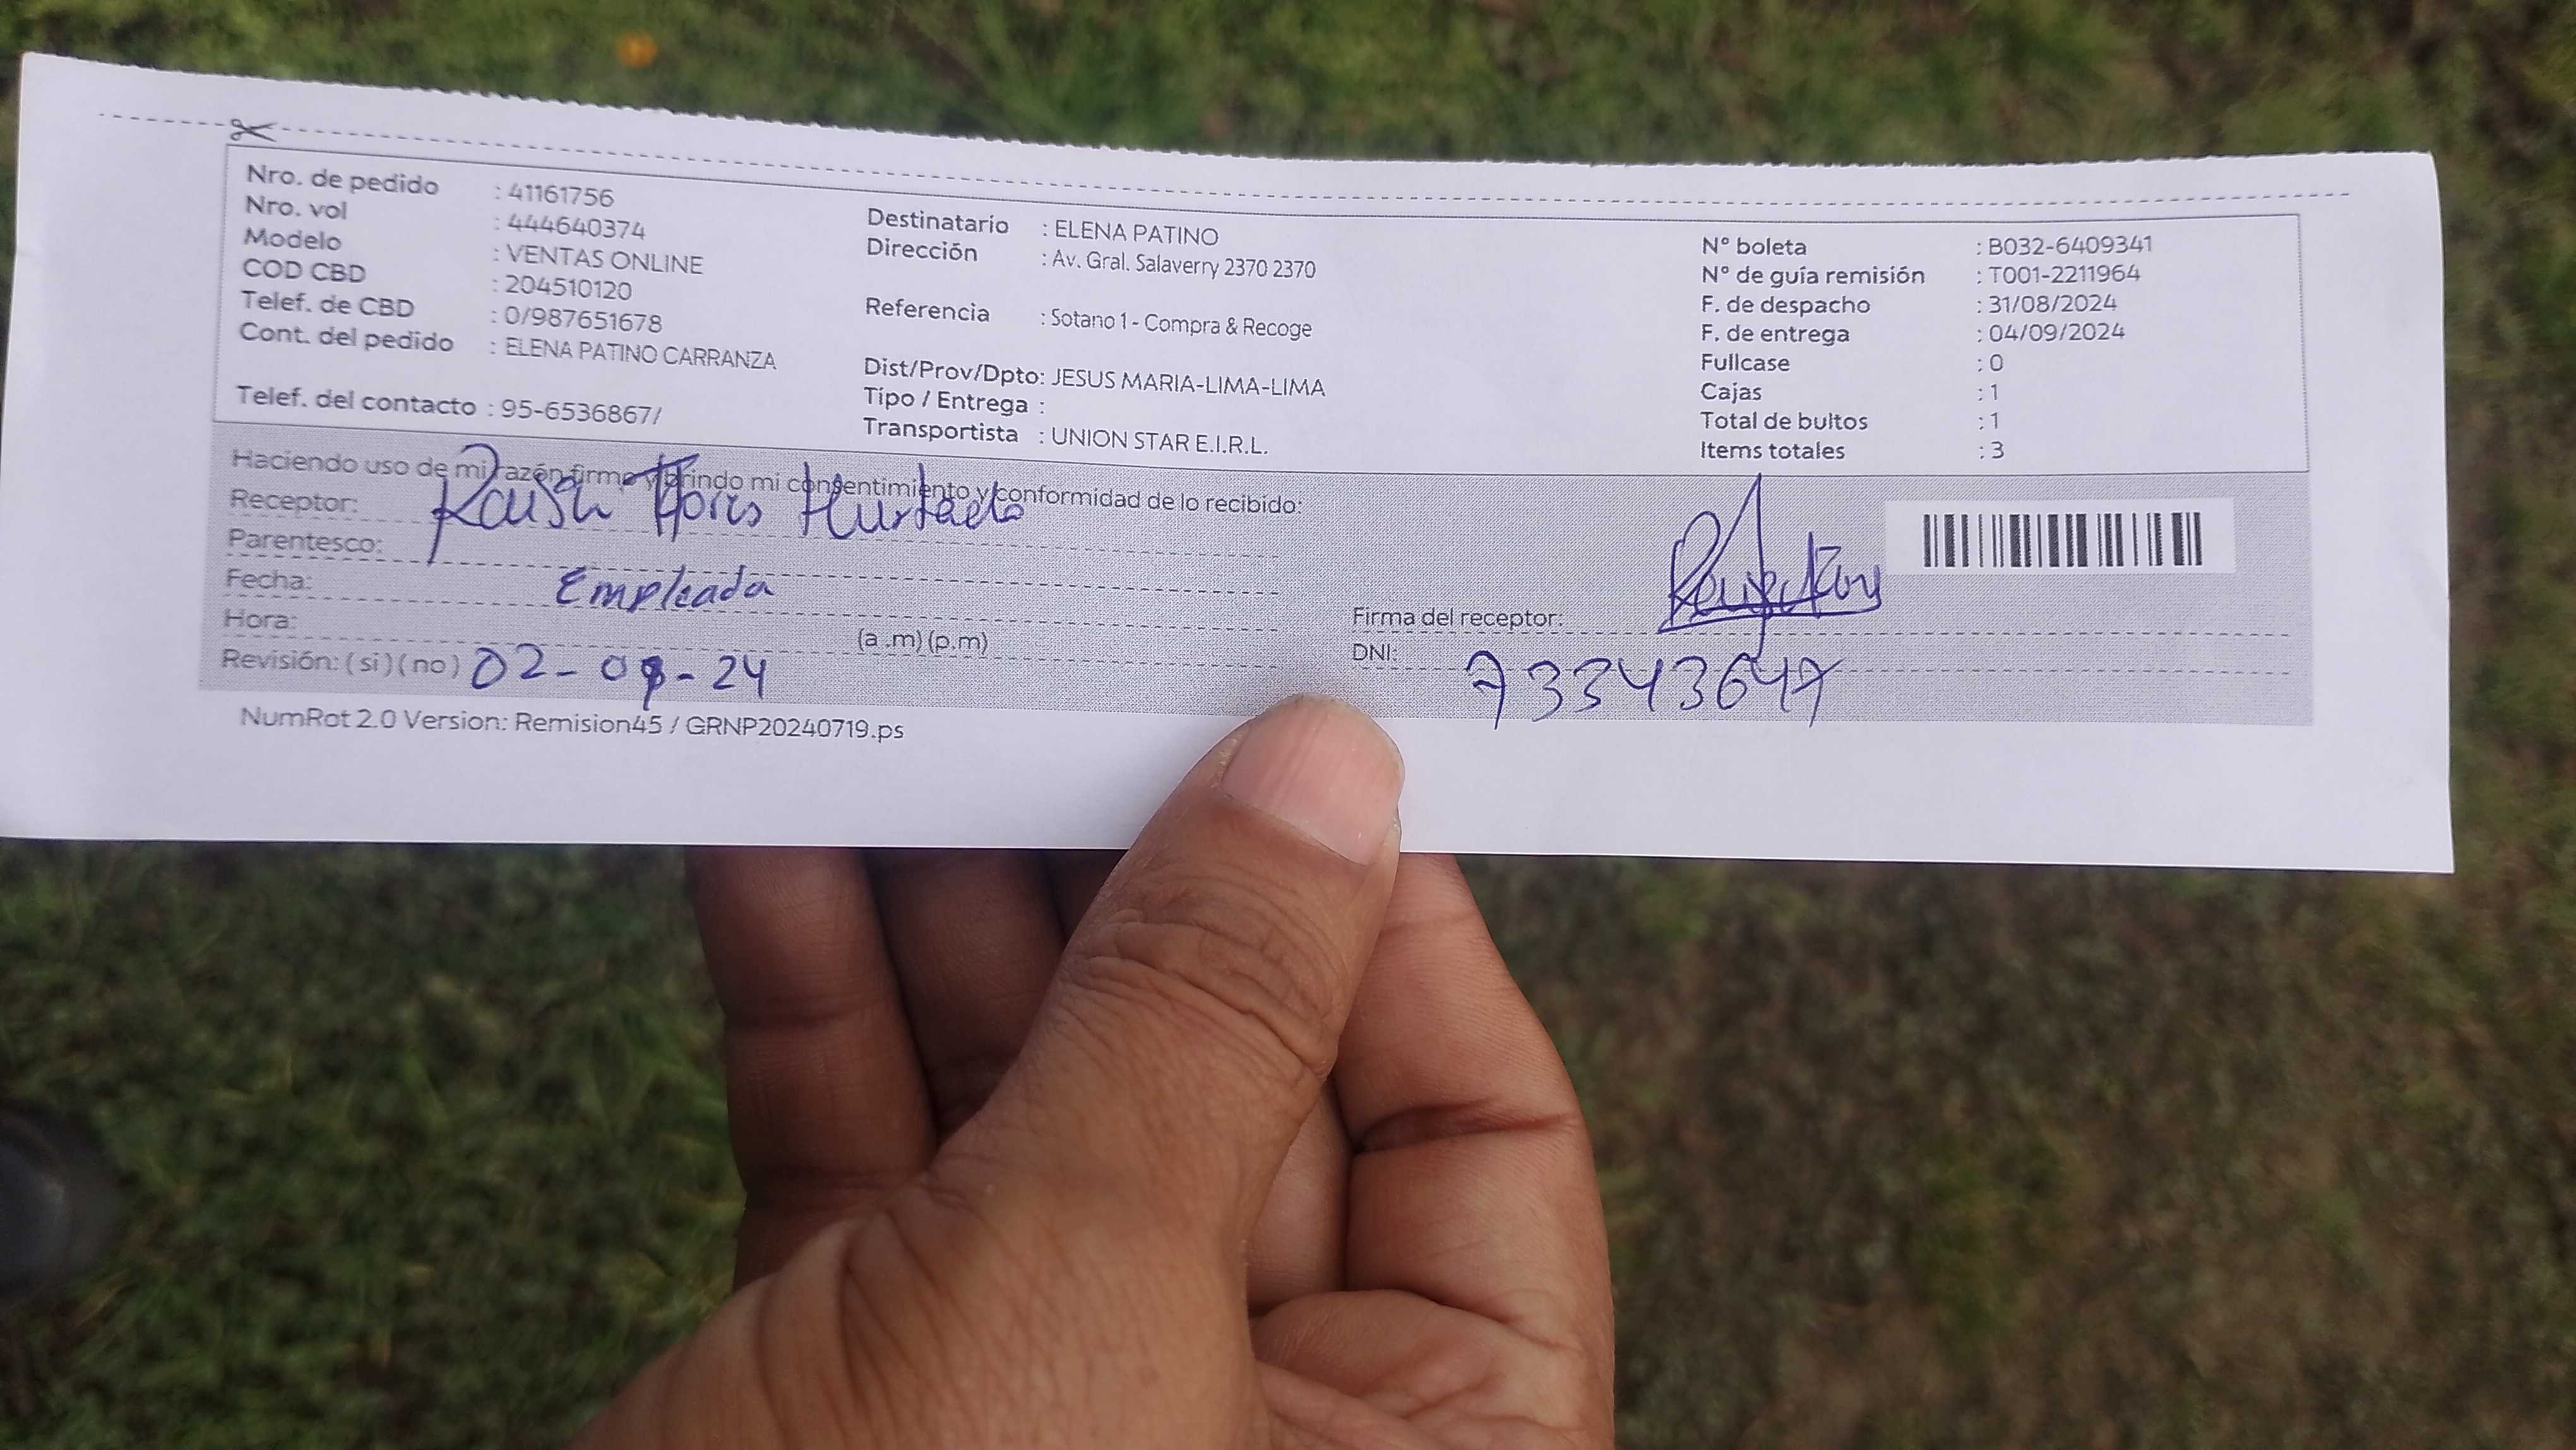 Nro. de pedido : 41161756
Nro. vol : 444640374
Modelo : VENTAS ONLINE
COD CBD : 204510120
Telef. de CBD : 0/987651678
Cont. del pedido : ELENA PATINO CARRANZA
Telef. del contacto : 95-6536867/
Destinatario : ELENA PATINO
Dirección : Av. Gral. Salaverry 2370 2370
Referencia : Sotano 1 - Compra & Recoge
Dist/Prov/Dpto: JESUS MARIA-LIMA-LIMA
Tipo / Entrega :
Transportista : UNION STAR E.I.R.L.
N° boleta : B032-6409341
N° de guía remisión : T001-2211964
F. de despacho : 31/08/2024
F. de entrega : 04/09/2024
Fullcase : 0
Cajas : 1
Total de bultos : 1
Items totales : 3
Haciendo uso de mi razón firmo y brindo mi consentimiento y conformidad de lo recibido:
Receptor: Hurtado
Parentesco:
Empleada
Fecha:
Hora: (a .m) (p.m)
Revisión: ( si ) ( no ) 02-09-24
Firma del receptor:
DNI: 73343647
NumRot 2.0 Version: Remision45 / GRNP20240719.ps